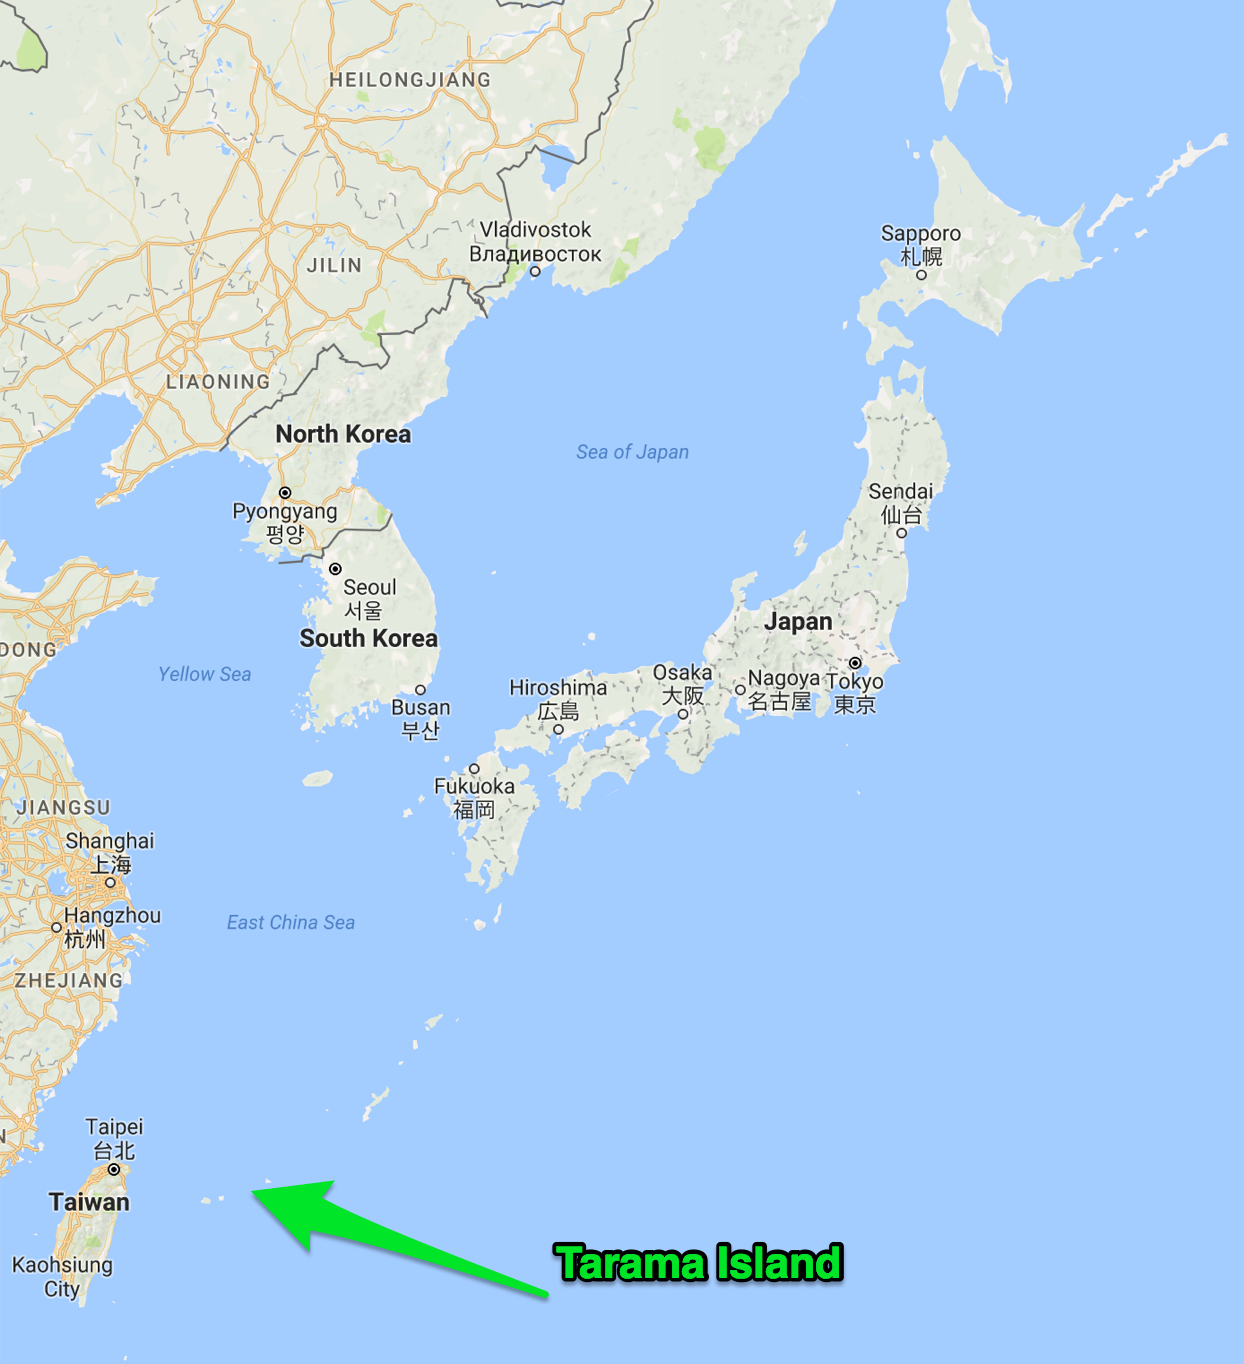 HEILONGJIANG
Vladivostok
Владивосток
Sapporo
札幌
JILIN
LIAONING
North Korea
Sea of Japan
Pyongyang
평양
Sendai
仙台
Seoul
서울
South Korea
Japan
DONG
Yellow Sea
Osaka
大阪
Nagoya
名古屋
Tokyo
東京
Hiroshima
広島
Busan
부산
Fukuoka
福岡
JIANGSU
Shanghai
上海
Hangzhou
杭州
East China Sea
ZHEJIANG
Taipei
台北
N
Taiwan
Kaohsiung
City
Tarama Island